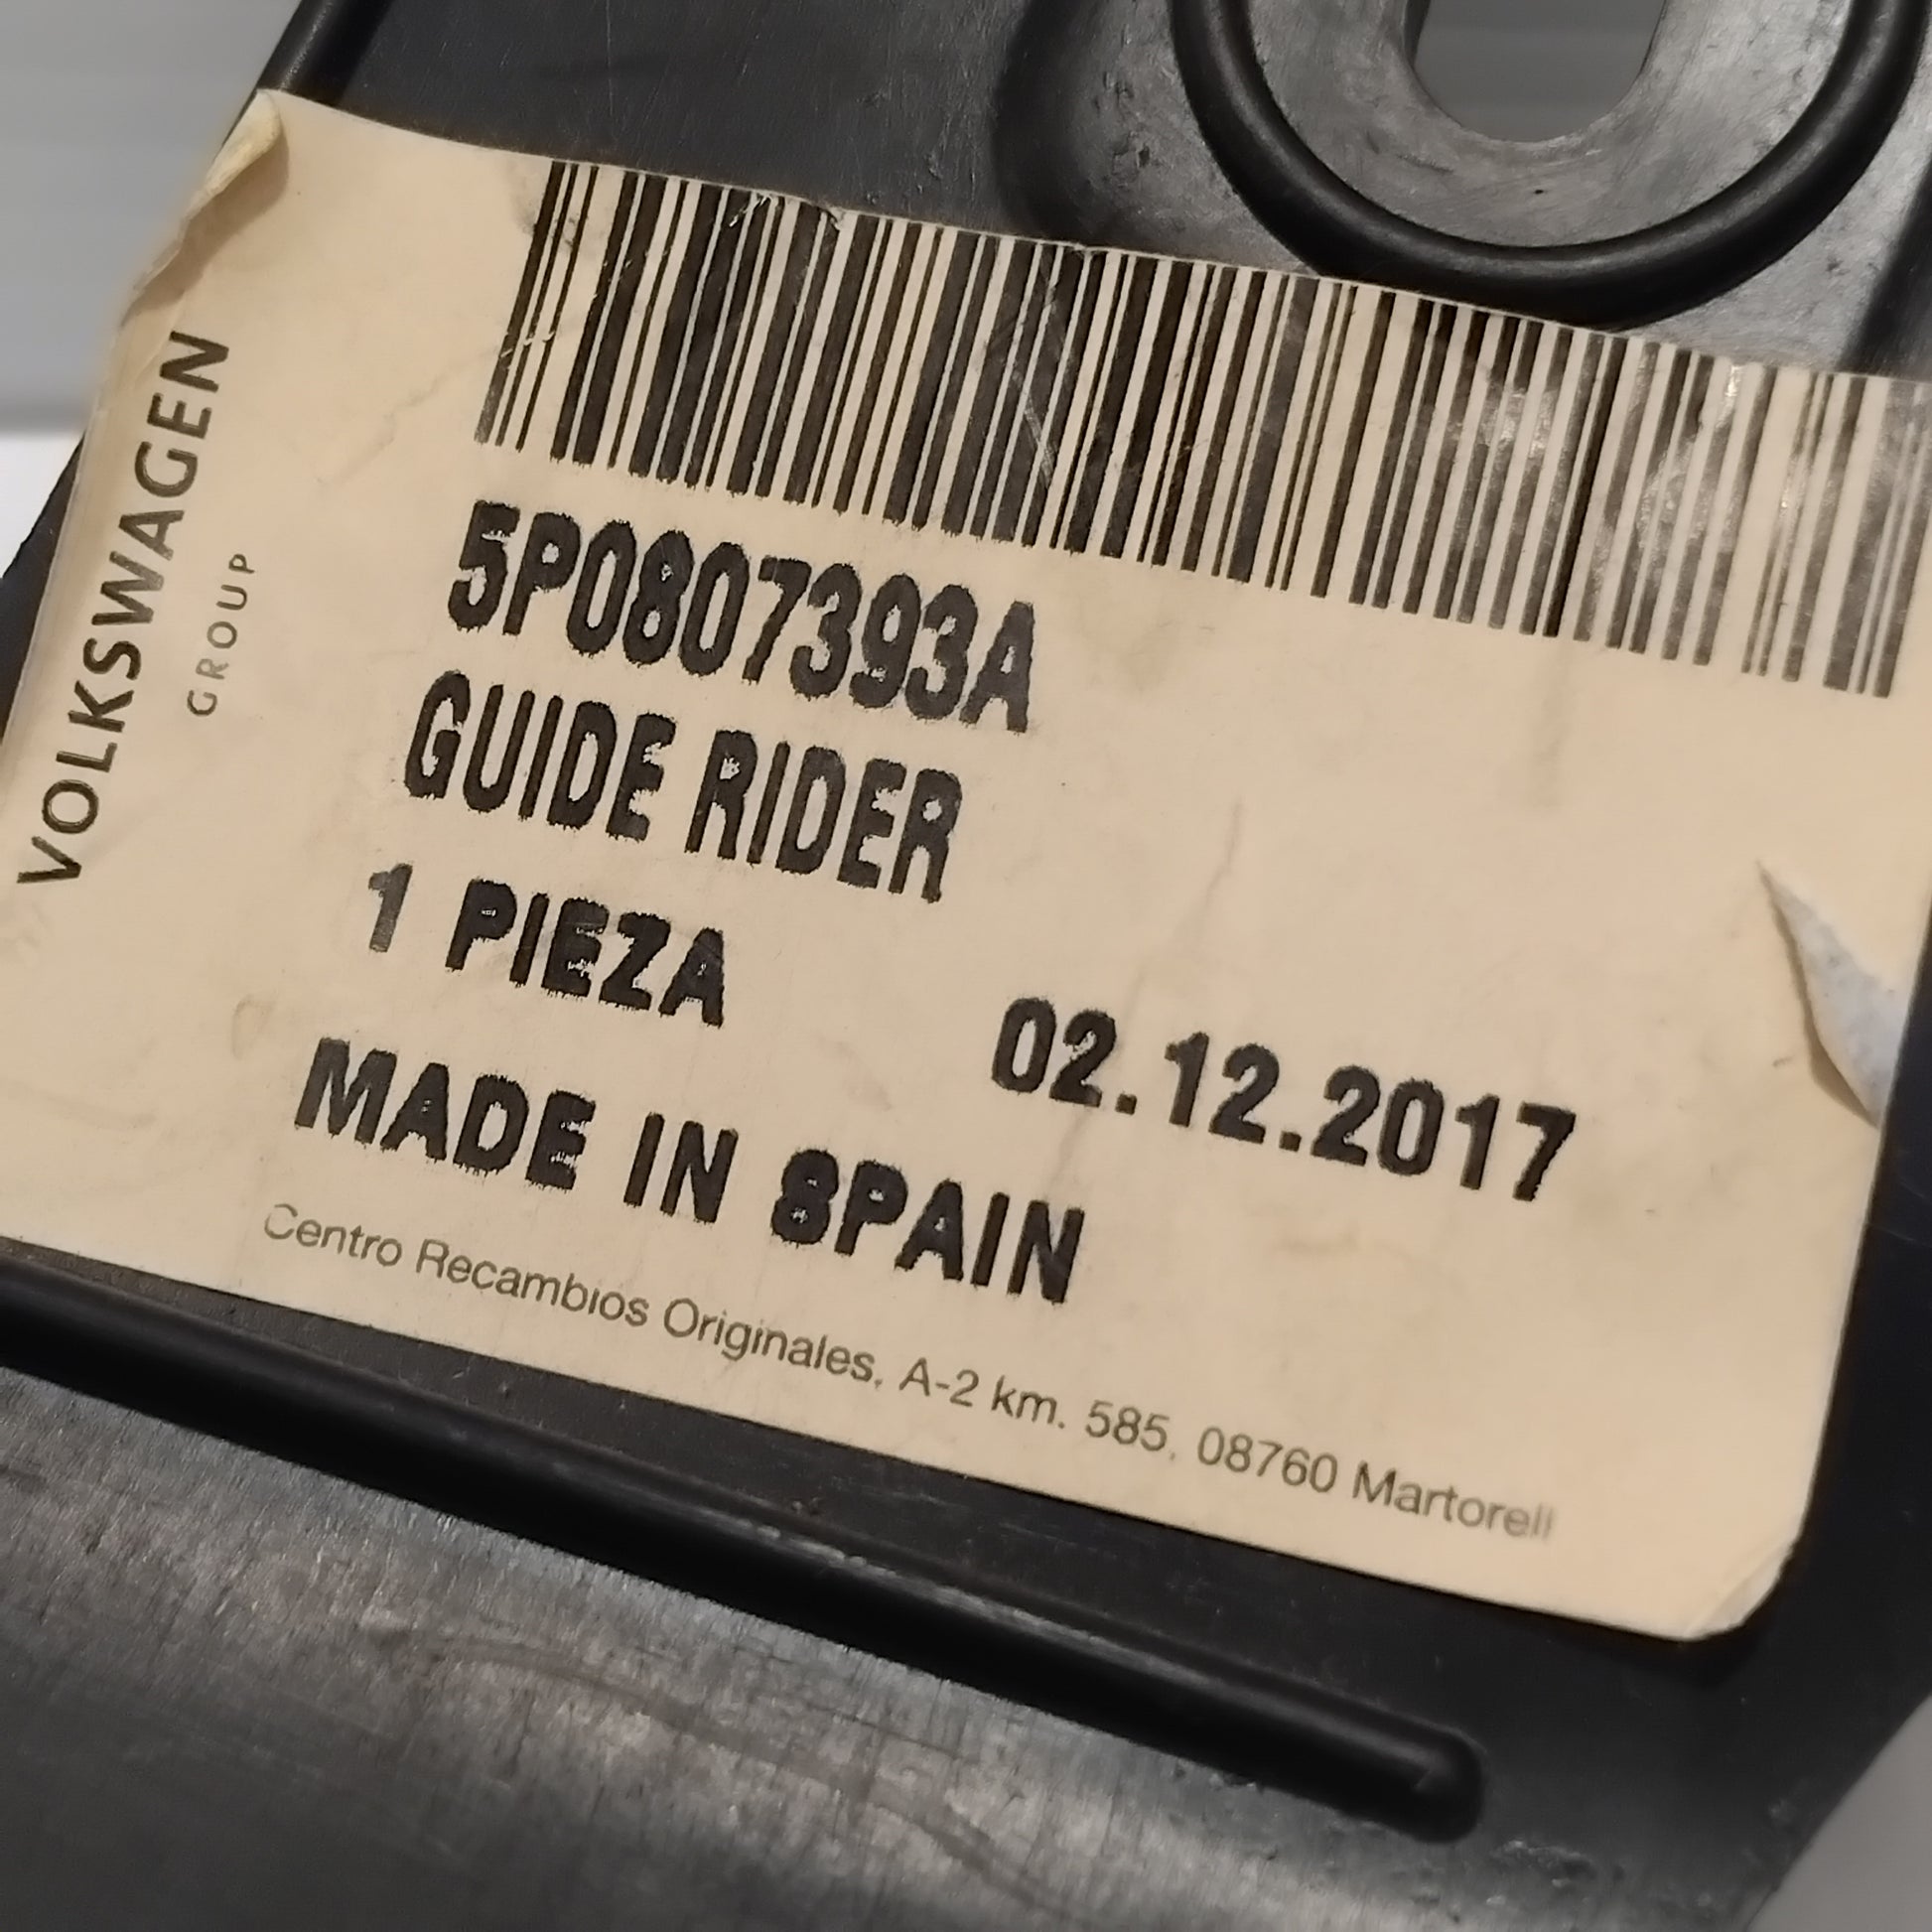 VOLKSWAGEN
GROUP
5P0807393A
GUIDE RIDER
1 PIEZA
02.12.2017
MADE IN SPAIN
Centro Recambios Originales, A-2 km. 585, 08760 Martorell